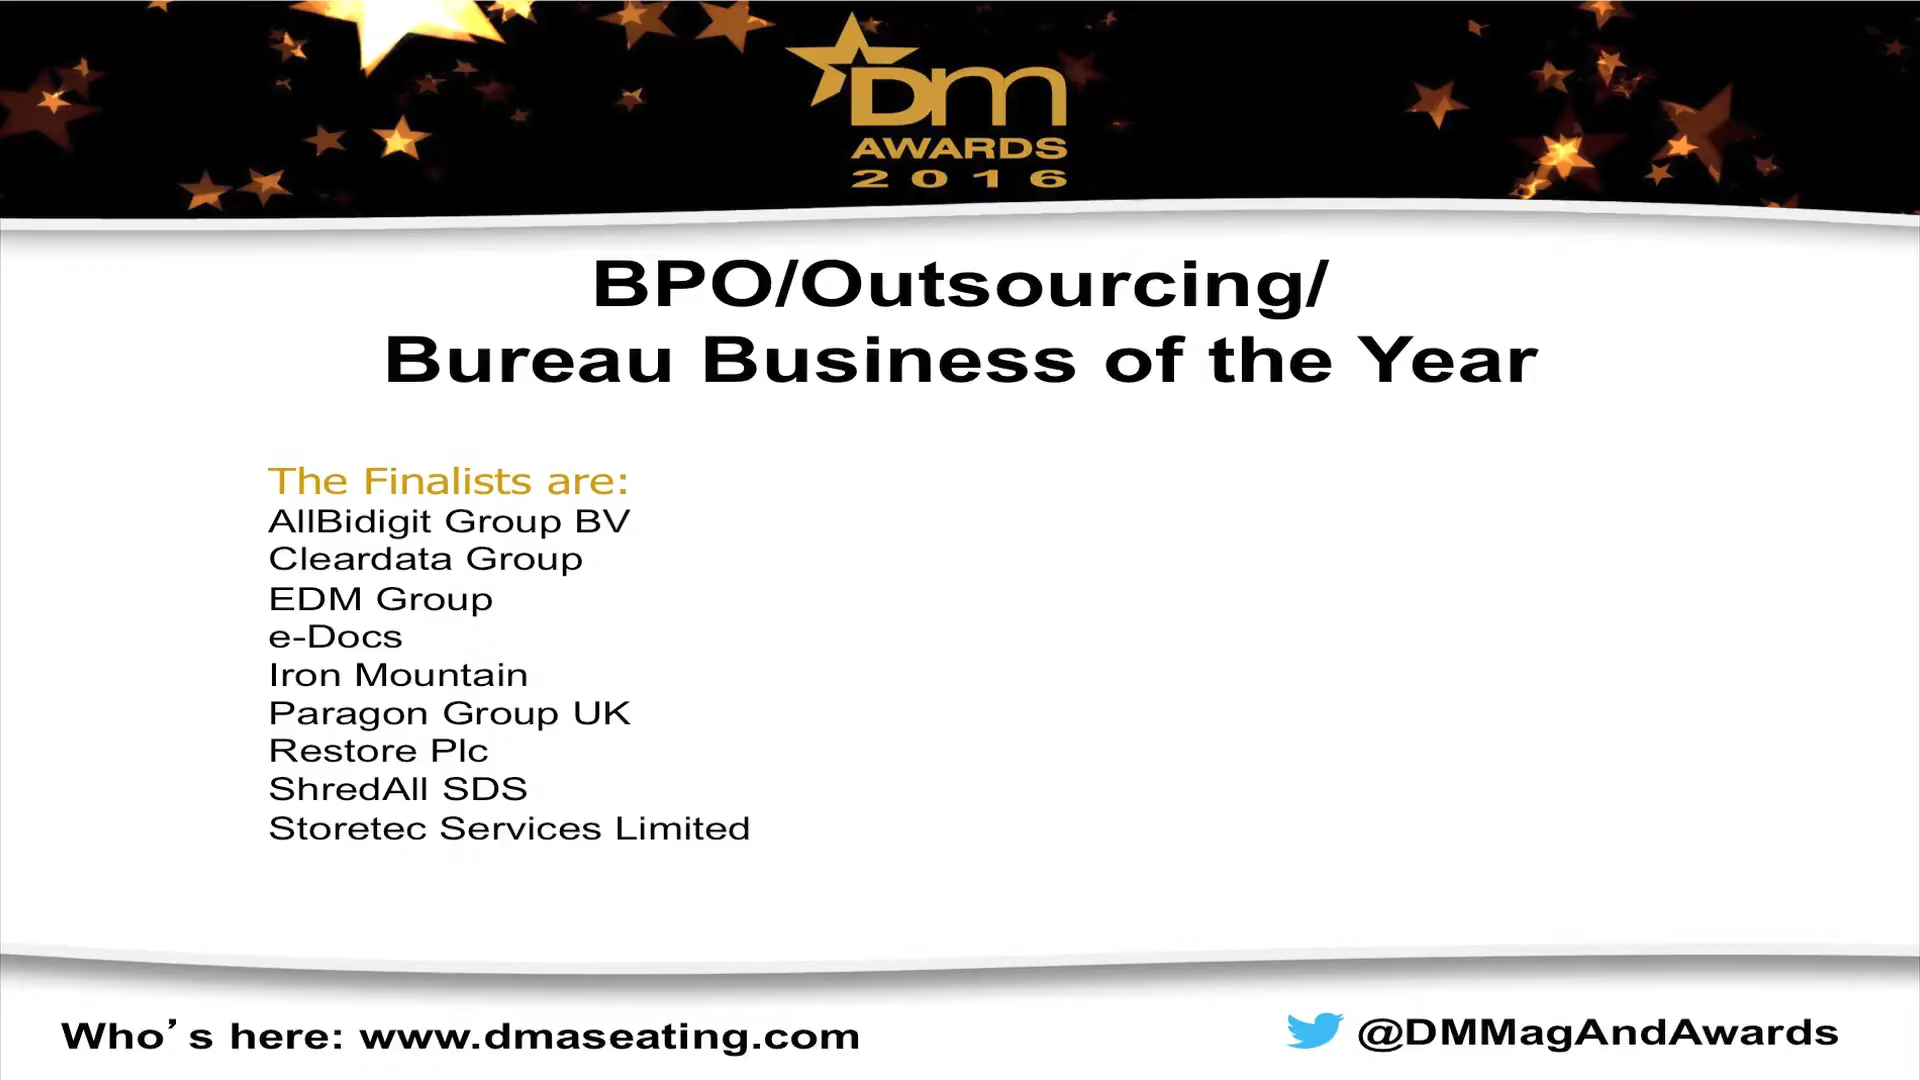 Dm
AWARDS
2016
BPO/Outsourcing/
Bureau Business of the Year
The Finalists are:
AllBidigit Group BV
Cleardata Group
EDM Group
e-Docs
Iron Mountain
Paragon Group UK
Restore Plc
ShredAll SDS
Storetec Services Limited
Who's here: www.dmaseating.com
@DMMagAndAwards